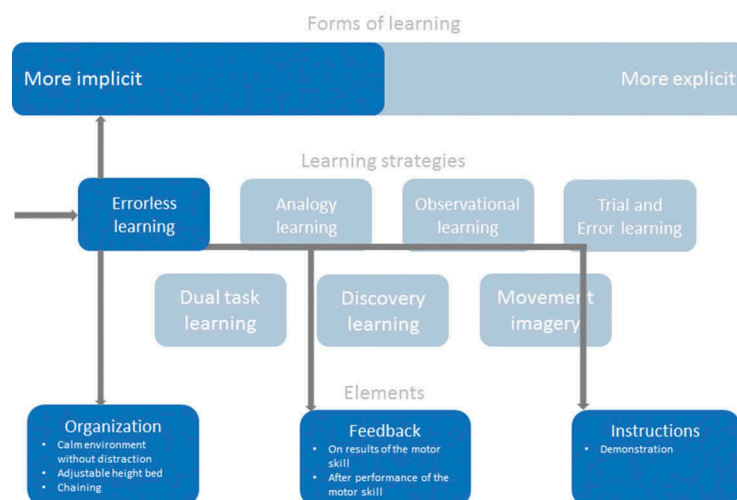 Forms of learning
More implicit
More explicit
Learning strategies
Errorless
learning
Analogy
learning
Observational
learning
Trial and
Error learning
Dual task
learning
Discovery
learning
Movement
imagery
Elements
Organization
• Calm environment
without distraction
• Adjustable height bed
• Chaining
Feedback
• On results of the motor
skill
• After performance of the
motor skill
Instructions
• Demonstration